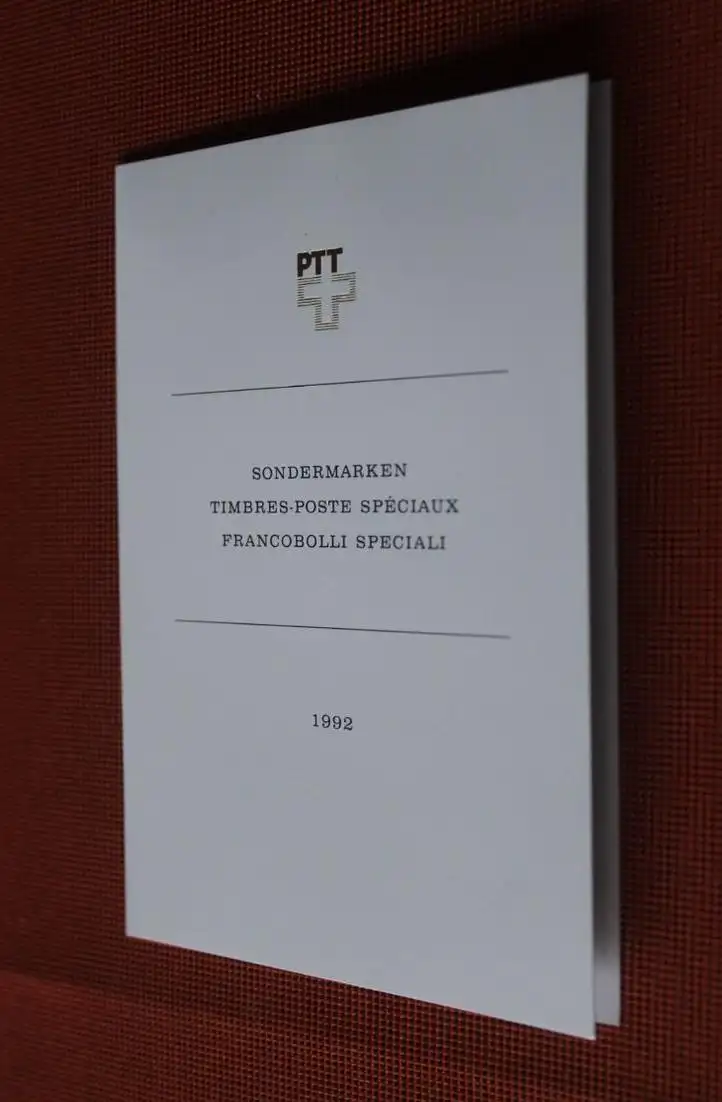 PTT
SONDERMARKEN
TIMBRES-POSTE SPÉCIAUX
FRANCOBOLLI SPECIALI
1992